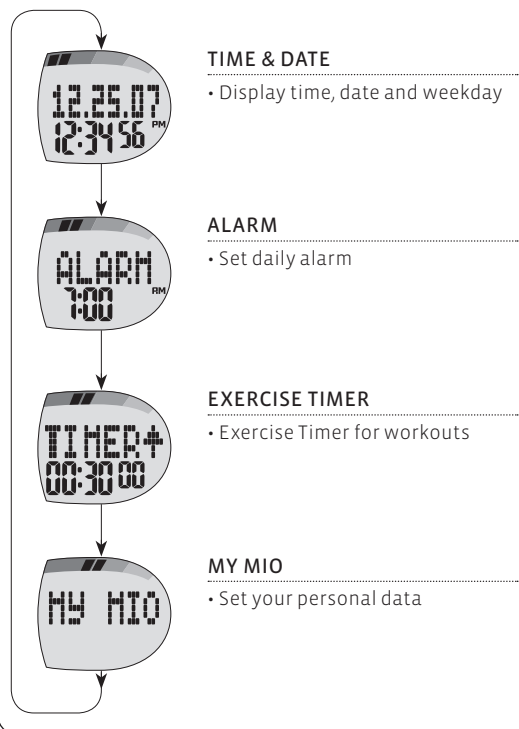 12.25.07
12:34 56 PM
TIME & DATE
• Display time, date and weekday
ALARM
7:00 AM
ALARM
• Set daily alarm
TIMER
00:30 00
EXERCISE TIMER
• Exercise Timer for workouts
MY MIO
MY MIO
• Set your personal data